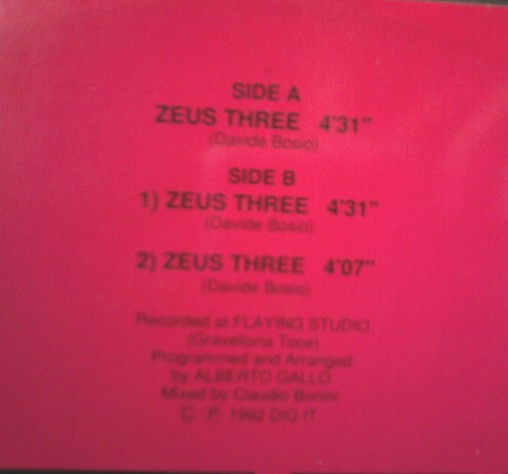 SIDE A
ZEUS THREE 4'31"
(Davide Bosio)
SIDE B
1) ZEUS THREE 4'31"
(Davide Bosio)
2) ZEUS THREE 4'07"
(Davide Bosio)
Recorded at FLAYING STUDIO
(Gravellona Toce)
Programmed and Arranged
by ALBERTO GALLO
Mixed by Claudio
© ℗ 1992 DIG IT